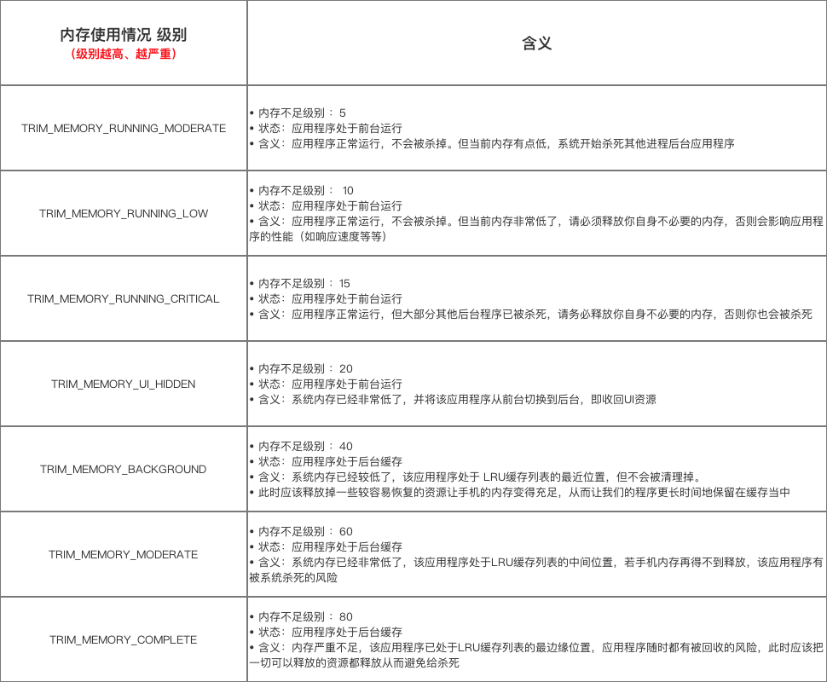 内存使用情况 级别
（级别越高、越严重）
含义
TRIM_MEMORY_RUNNING_MODERATE
• 内存不足级别 ： 5
• 状态：应用程序处于前台运行
• 含义：应用程序正常运行，不会被杀掉。但当前内存有点低，系统开始杀死其他进程后台应用程序
TRIM_MEMORY_RUNNING_LOW
• 内存不足级别 ： 10
• 状态：应用程序处于前台运行
• 含义：应用程序正常运行，不会被杀掉。但当前内存非常低了，请必须释放你自身不必要的内存，否则会影响应用程
序的性能（如响应速度等等）
TRIM_MEMORY_RUNNING_CRITICAL
• 内存不足级别 ： 15
• 状态：应用程序处于前台运行
• 含义：应用程序正常运行，但大部分其他后台程序已被杀死，请务必释放你自身不必要的内存，否则你也会被杀死
TRIM_MEMORY_UI_HIDDEN
• 内存不足级别 ： 20
• 状态：应用程序处于前台运行
• 含义：系统内存已经非常低了，并将该应用程序从前台切换到后台，即收回UI资源
TRIM_MEMORY_BACKGROUND
• 内存不足级别 ： 40
• 状态：应用程序处于后台缓存
• 含义：系统内存已经较低了，该应用程序处于 LRU缓存列表的最近位置，但不会被清理掉。
• 此时应该释放掉一些较容易恢复的资源让手机的内存变得充足，从而让我们的程序更长时间地保留在缓存当中
TRIM_MEMORY_MODERATE
• 内存不足级别 ： 60
• 状态：应用程序处于后台缓存
• 含义：系统内存已经非常低了，该应用程序处于LRU缓存列表的中间位置，若手机内存再得不到释放，该应用程序有
被系统杀死的风险
TRIM_MEMORY_COMPLETE
• 内存不足级别 ： 80
• 状态：应用程序处于后台缓存
• 含义：内存严重不足，该应用程序已处于LRU缓存列表的最边缘位置，应用程序随时都有被回收的风险，此时应该把
一切可以释放的资源都释放从而避免给杀死